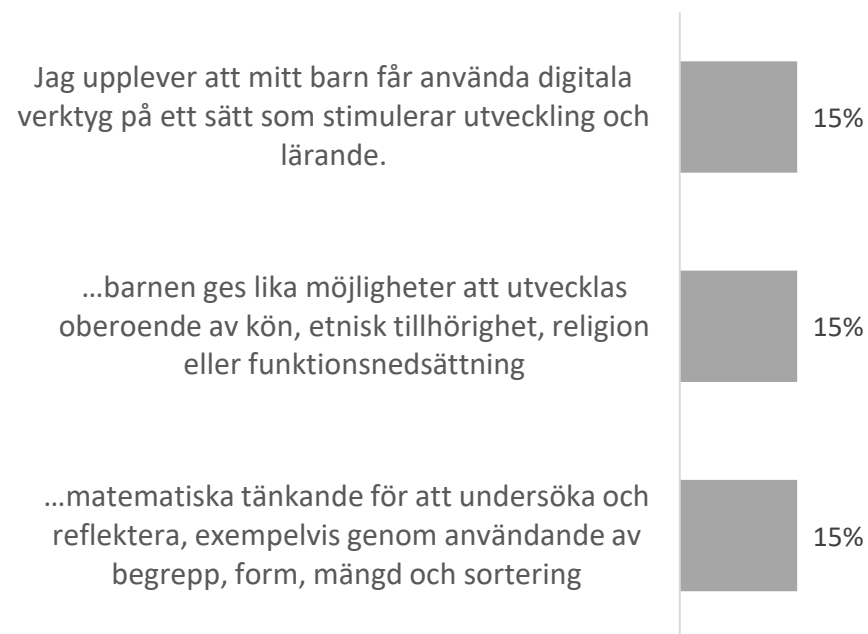 Jag upplever att mitt barn får använda digitala
verktyg på ett sätt som stimulerar utveckling och
lärande.
15%
…barnen ges lika möjligheter att utvecklas
oberoende av kön, etnisk tillhörighet, religion
eller funktionsnedsättning
15%
…matematiska tänkande för att undersöka och
reflektera, exempelvis genom användande av
begrepp, form, mängd och sortering
15%